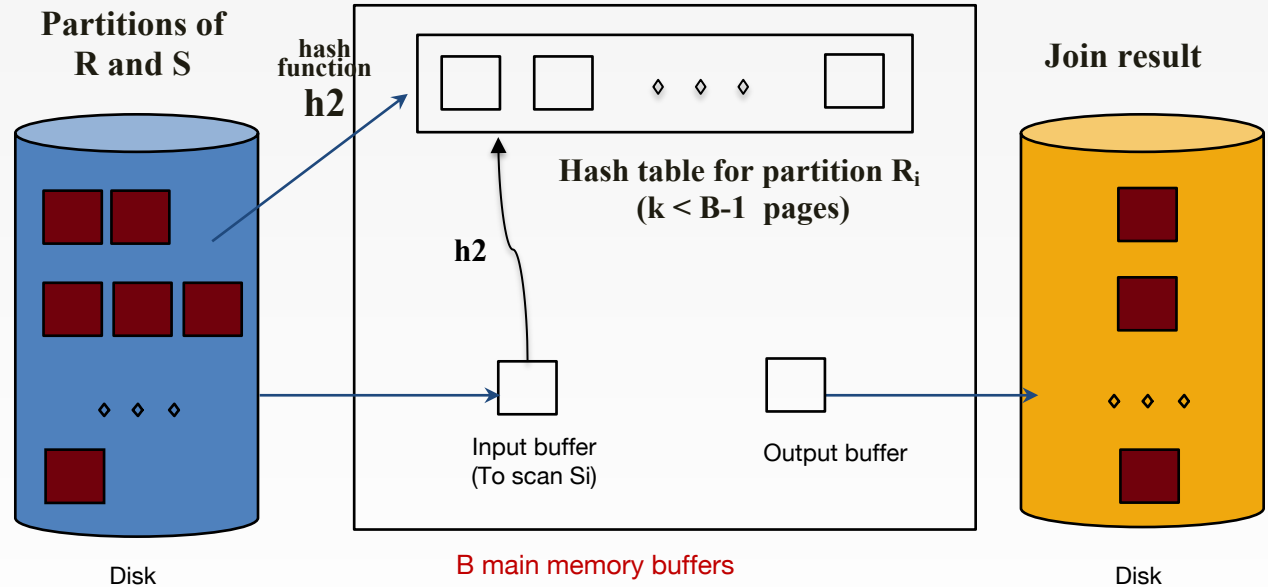 Partitions of
R and S
hash
function
h2
Join result
Hash table for partition Ri
(k < B-1 pages)
h2
Input buffer
(To scan Si)
Output buffer
B main memory buffers
Disk
Disk